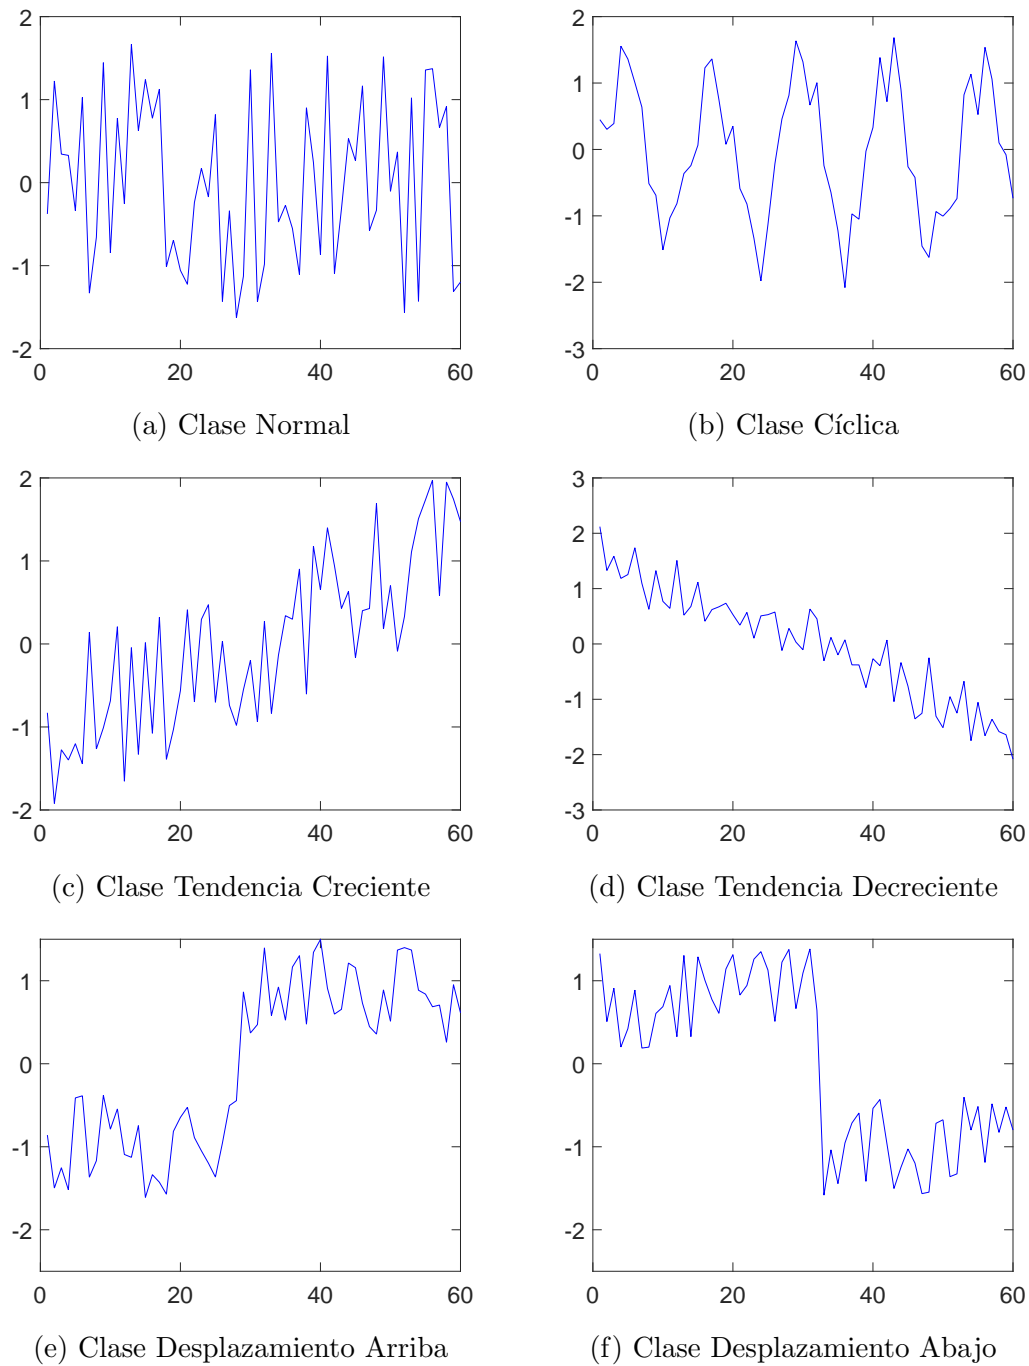 2
1
0
-1
-2
0 20 40 60
(a) Clase Normal
2
1
0
-1
-2
-3
0 20 40 60
(b) Clase Cíclica
2
1
0
-1
-2
0 20 40 60
(c) Clase Tendencia Creciente
3
2
1
0
-1
-2
-3
0 20 40 60
(d) Clase Tendencia Decreciente
1
0
-1
-2
0 20 40 60
(e) Clase Desplazamiento Arriba
1
0
-1
-2
0 20 40 60
(f) Clase Desplazamiento Abajo